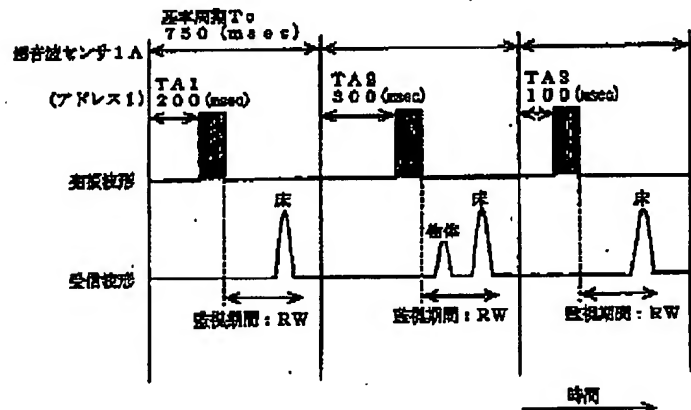 基本周期To
750(msec)
超音波センサ1A
(アドレス1)
TA1
200(msec)
TA2
300(msec)
TA3
100(msec)
発振波形
床
物体
床
床
受信波形
監視期間:RW
監視期間:RW
監視期間:RW
時間